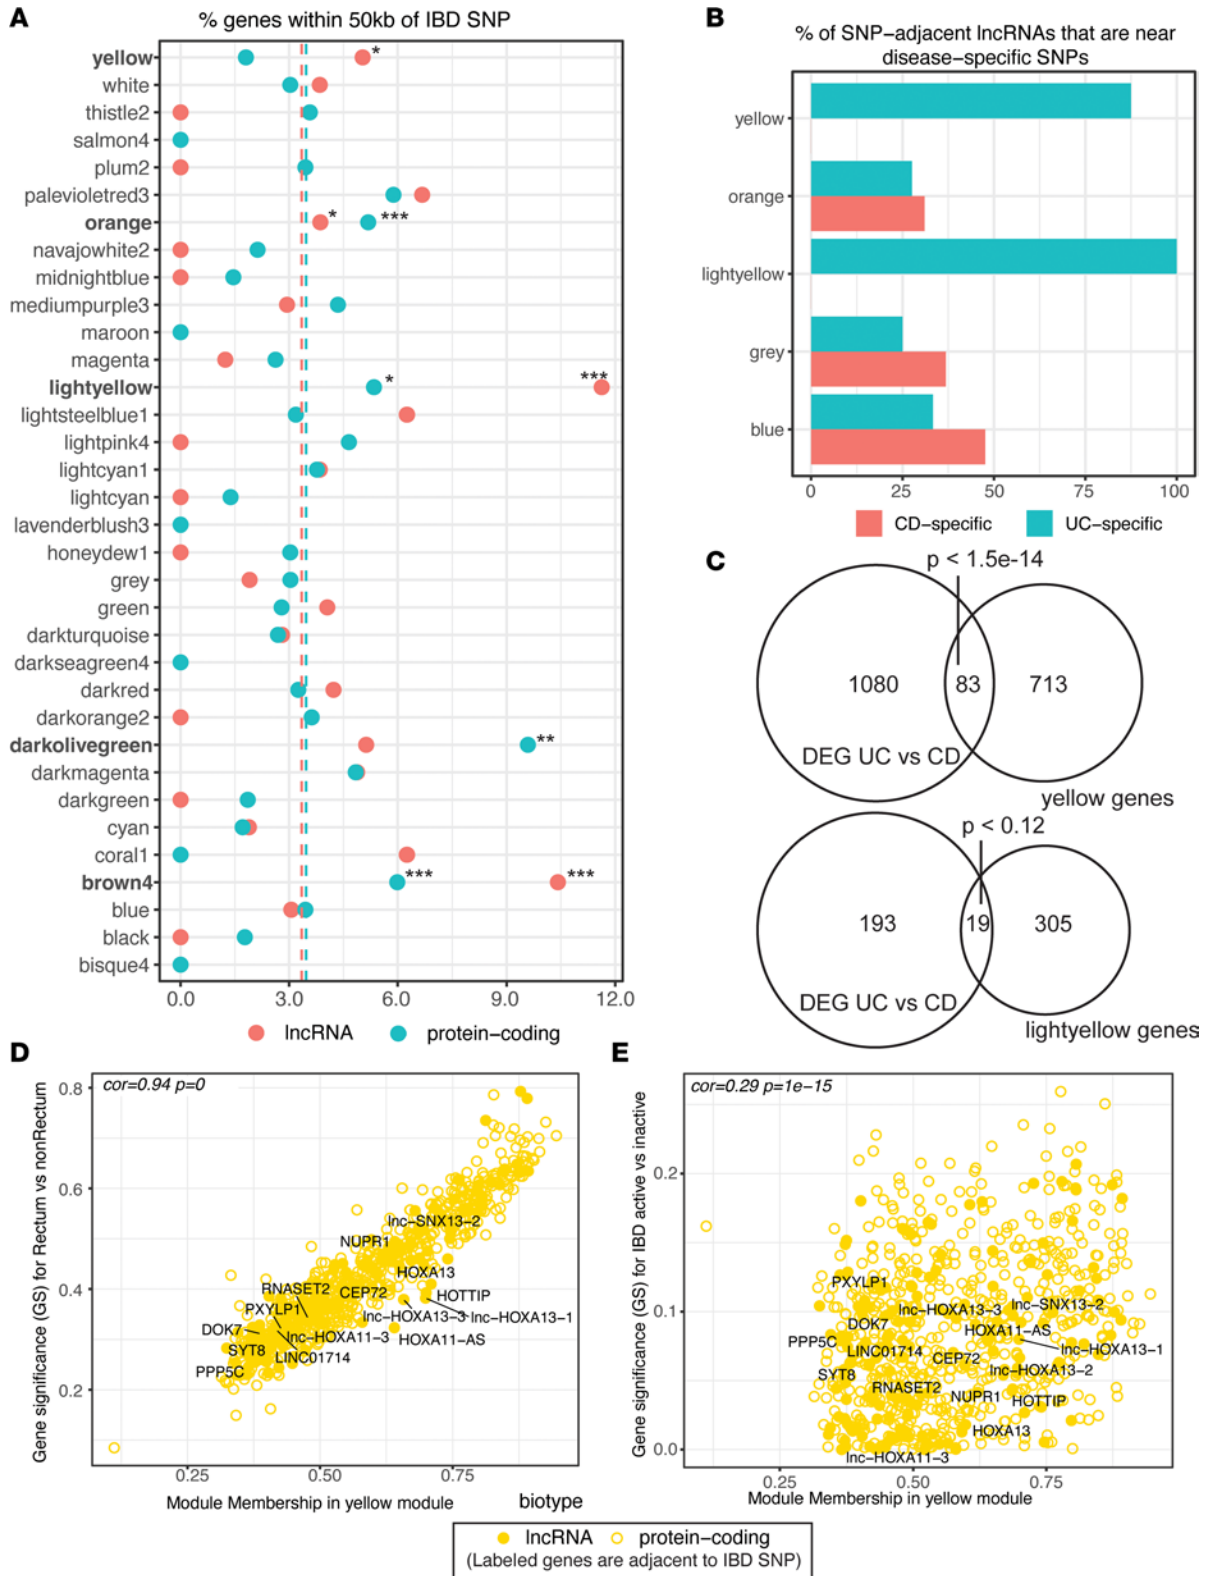 A
% genes within 50kb of IBD SNP
yellow
white
thistle2
salmon4
plum2
palevioletred3
orange
navajowhite2
midnightblue
mediumpurple3
maroon
magenta
lightyellow
lightsteelblue1
lightpink4
lightcyan1
lightcyan
lavenderblush3
honeydew1
grey
green
darkturquoise
darkseagreen4
darkred
darkorange2
darkolivegreen
darkmagenta
darkgreen
cyan
coral1
brown4
blue
black
bisque4
*
*
***
*
***
**
***
***
0.0 3.0 6.0 9.0 12.0
lncRNA protein-coding
B
% of SNP-adjacent lncRNAs that are near
disease-specific SNPs
yellow
orange
lightyellow
grey
blue
0 25 50 75 100
CD-specific UC-specific
C
p < 1.5e-14
1080 83 713
DEG UC vs CD
yellow genes
p < 0.12
193 19 305
DEG UC vs CD
lightyellow genes
D
cor=0.94 p=0
Gene significance (GS) for Rectum vs nonRectum
0.8
0.6
0.4
0.2
lnc-SNX13-2
NUPR1
HOXA13
RNASET2
CEP72
HOTTIP
PXYLP1
lnc-HOXA13-3
lnc-HOXA13-1
DOK7
lnc-HOXA11-3
HOXA11-AS
SYT8
LINC01714
PPP5C
0.25 0.50 0.75
Module Membership in yellow module
E
cor=0.29 p=1e-15
Gene significance (GS) for IBD active vs inactive
0.2
0.1
0.0
PXYLP1
lnc-HOXA13-3
lnc-SNX13-2
DOK7
HOXA11-AS
PPP5C
LINC01714
CEP72
lnc-HOXA13-1
lnc-HOXA13-2
SYT8
RNASET2
NUPR1
HOTTIP
HOXA13
lnc-HOXA11-3
0.25 0.50 0.75
Module Membership in yellow module
biotype
lncRNA protein-coding
(Labeled genes are adjacent to IBD SNP)